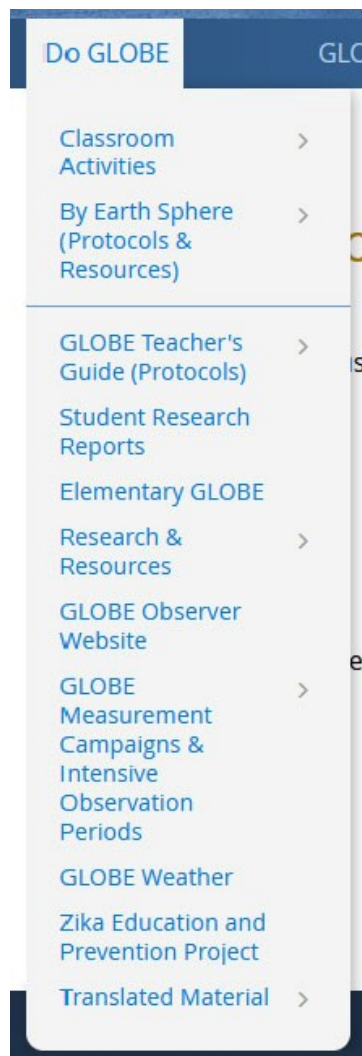 Do GLOBE
GLO
Classroom
Activities
By Earth Sphere
(Protocols &
Resources)
GLOBE Teacher's
Guide (Protocols)
Student Research
Reports
Elementary GLOBE
Research &
Resources
GLOBE Observer
Website
GLOBE
Measurement
Campaigns &
Intensive
Observation
Periods
GLOBE Weather
Zika Education and
Prevention Project
Translated Material